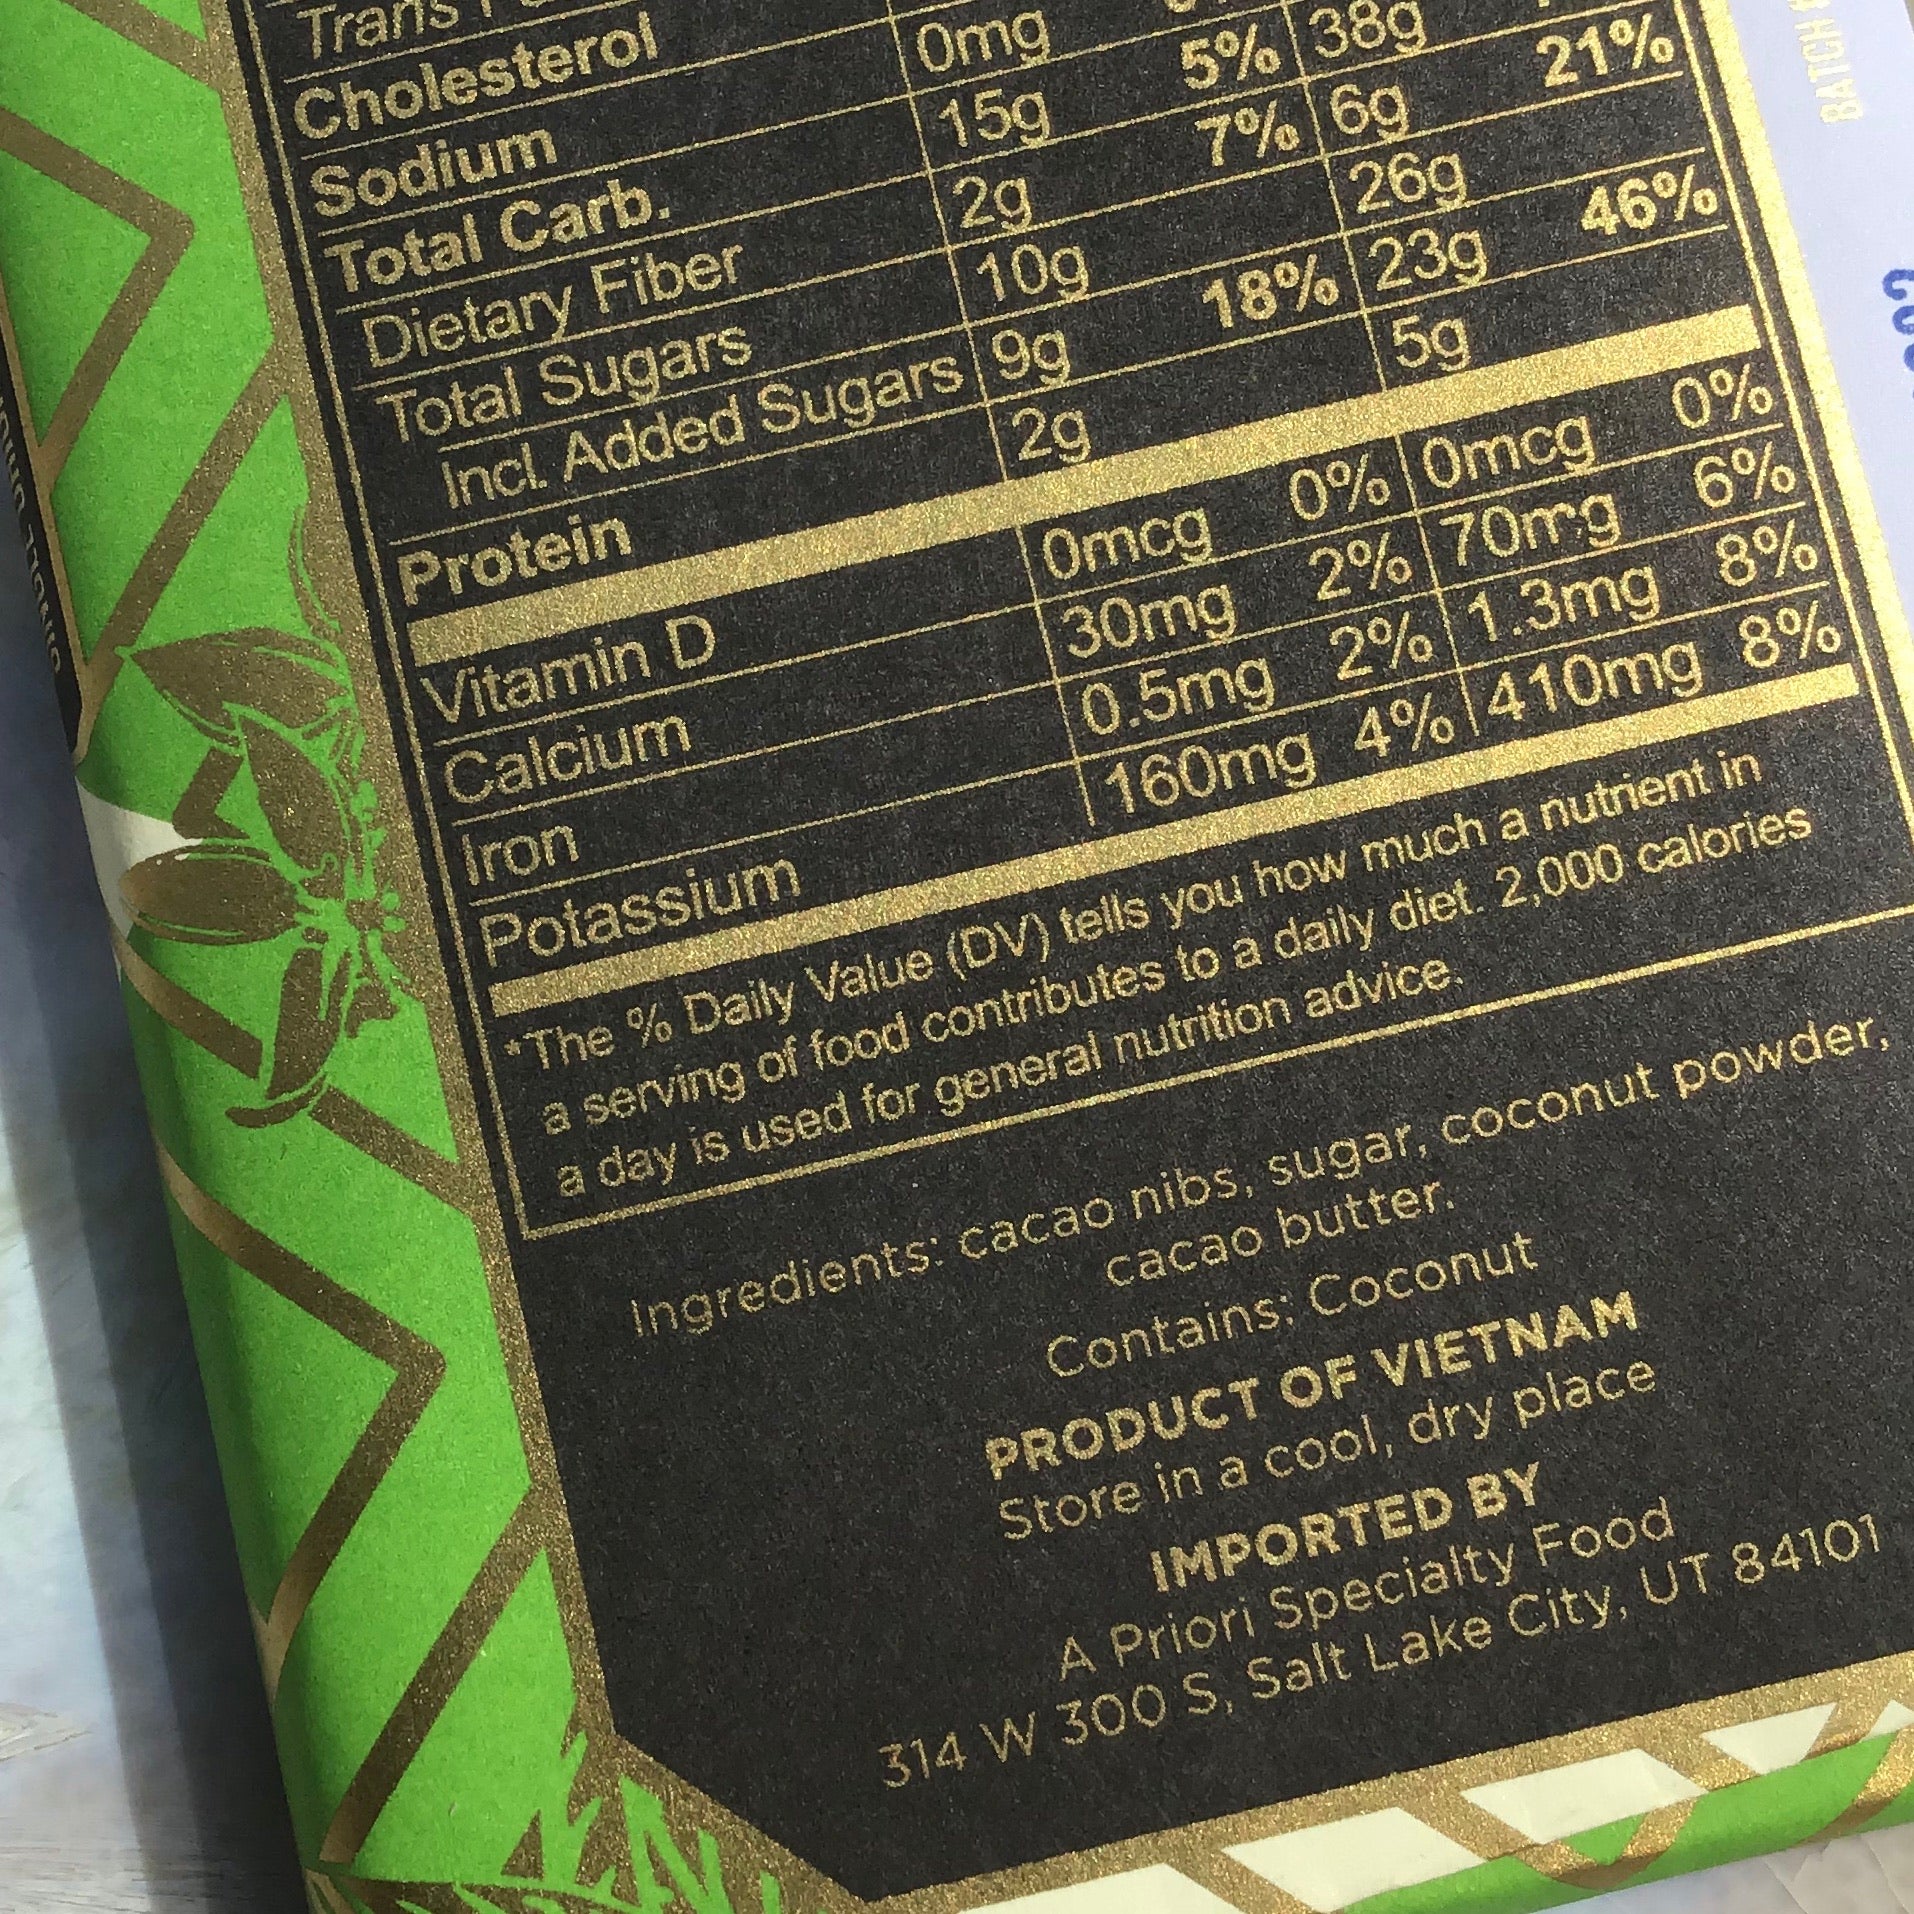 Trans
Cholesterol
Sodium 0mg
Total Carb. 15g 5% 38g
Dietary Fiber 2g 7% 6g 21%
Total Sugars 10g 26g
Incl. Added Sugars 9g 18% 23g 46%
Protein 2g 5g
Vitamin D 0mcg 0% 0mcg 0%
Calcium 30mg 2% 70mg 6%
Iron 0.5mg 2% 1.3mg 8%
Potassium 160mg 4% 410mg 8%
*The % Daily Value (DV) tells you how much a nutrient in
a serving of food contributes to a daily diet. 2,000 calories
a day is used for general nutrition advice.
Ingredients: cacao nibs, sugar, coconut powder,
cacao butter.
Contains: Coconut
PRODUCT OF VIETNAM
Store in a cool, dry place
IMPORTED BY
A Priori Specialty Food
314 W 300 S, Salt Lake City, UT 84101
BATCH